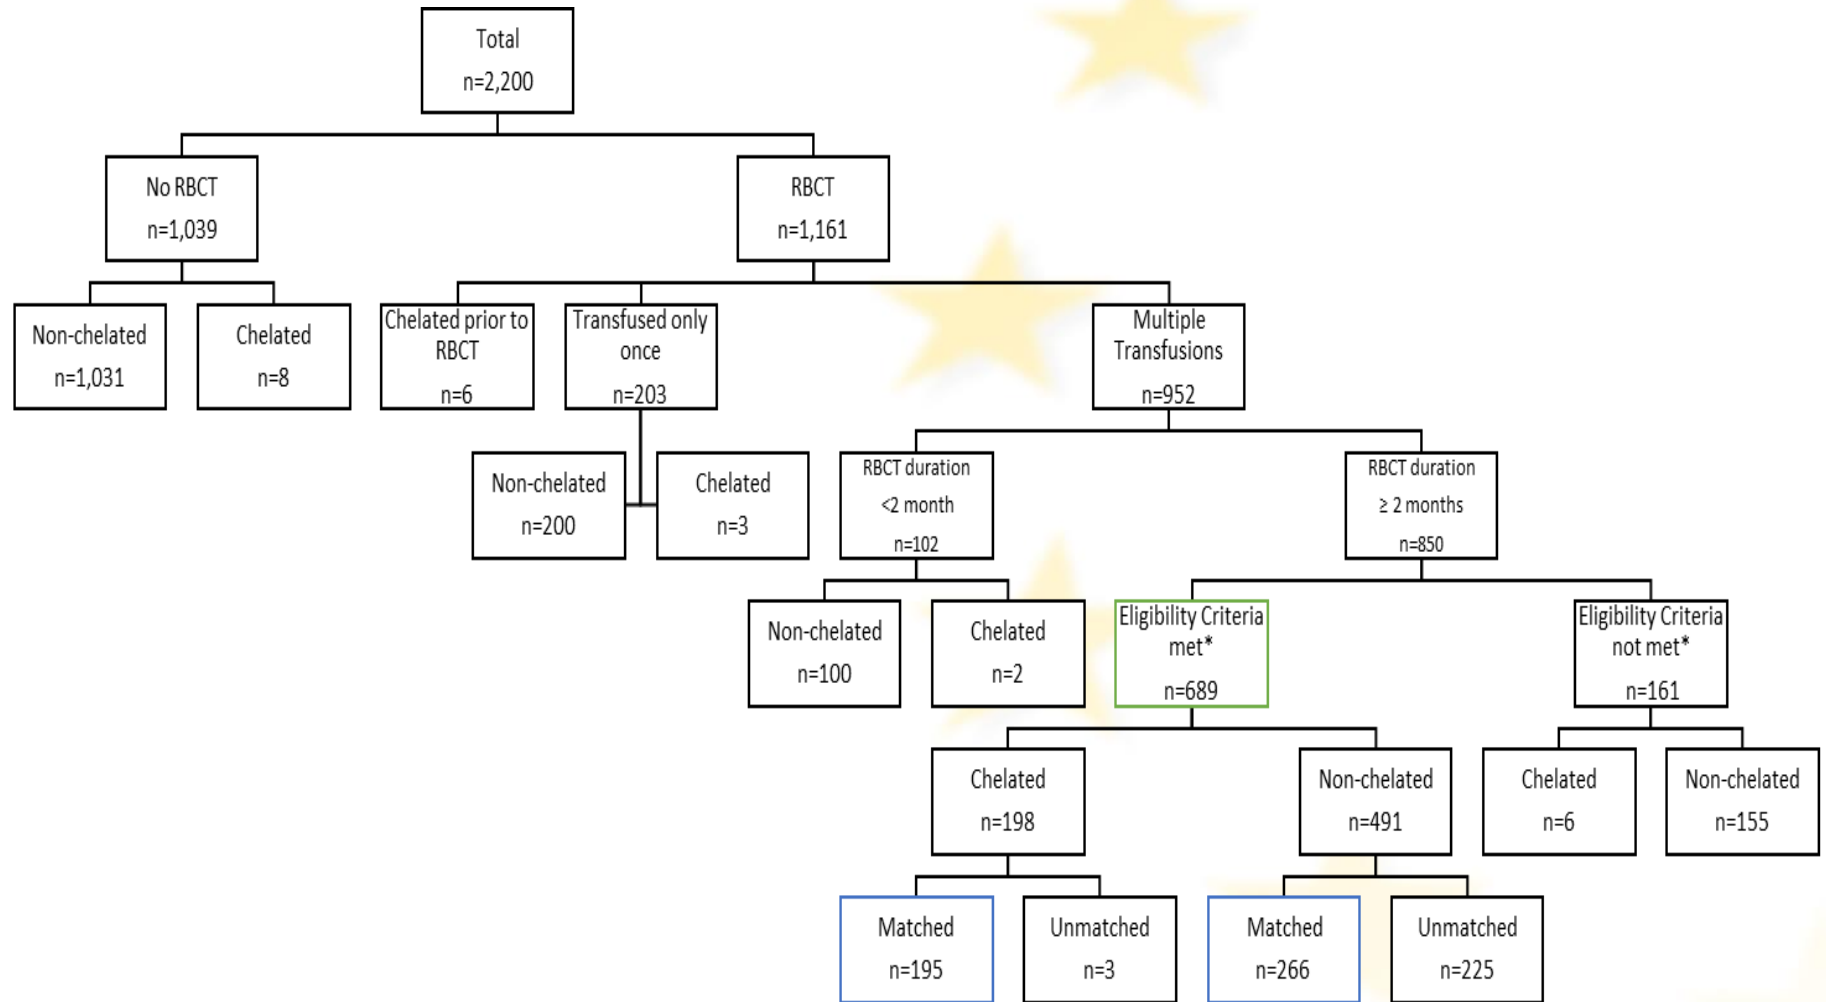 Total
n=2,200
No RBCT
n=1,039
RBCT
n=1,161
Non-chelated
n=1,031
Chelated
n=8
Chelated prior to
RBCT
n=6
Transfused only
once
n=203
Multiple
Transfusions
n=952
Non-chelated
n=200
Chelated
n=3
RBCT duration
<2 month
n=102
RBCT duration
≥ 2 months
n=850
Non-chelated
n=100
Chelated
n=2
Eligibility Criteria
met*
n=689
Eligibility Criteria
not met*
n=161
Chelated
n=198
Non-chelated
n=491
Chelated
n=6
Non-chelated
n=155
Matched
n=195
Unmatched
n=3
Matched
n=266
Unmatched
n=225